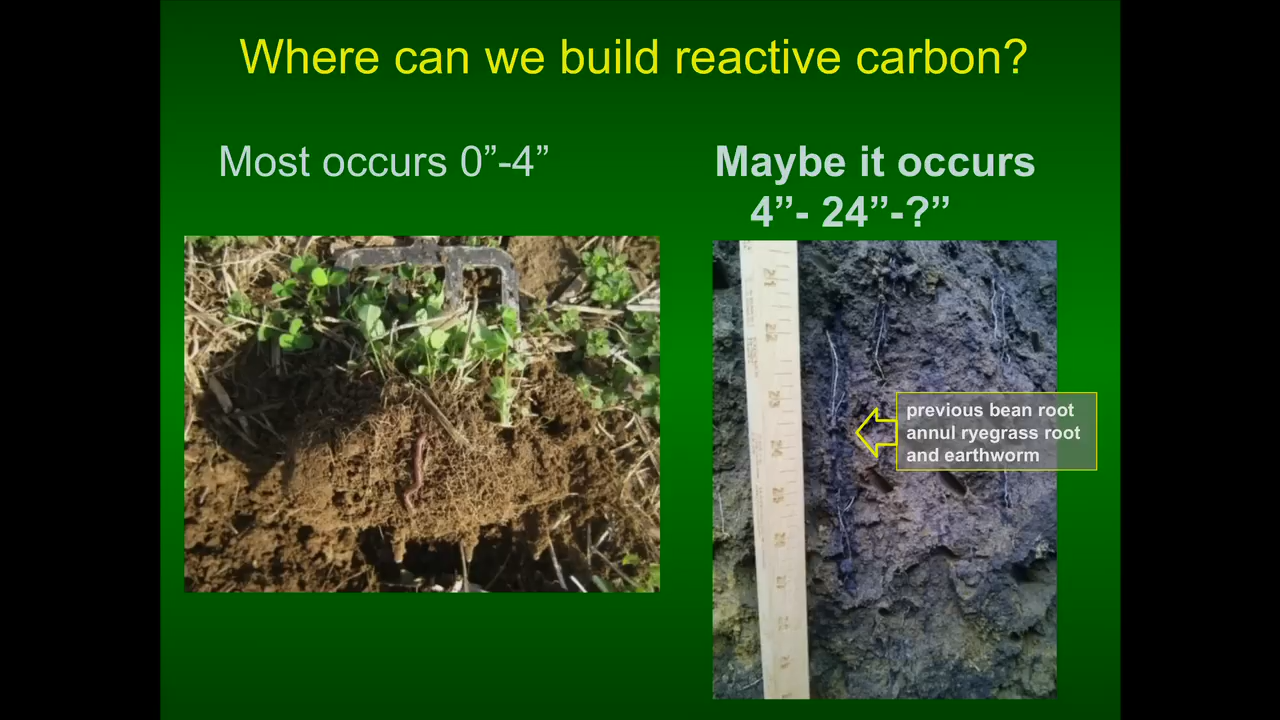 Where can we build reactive carbon?
Most occurs 0”-4”
Maybe it occurs
4”- 24”-?”
previous bean root
annul ryegrass root
and earthworm